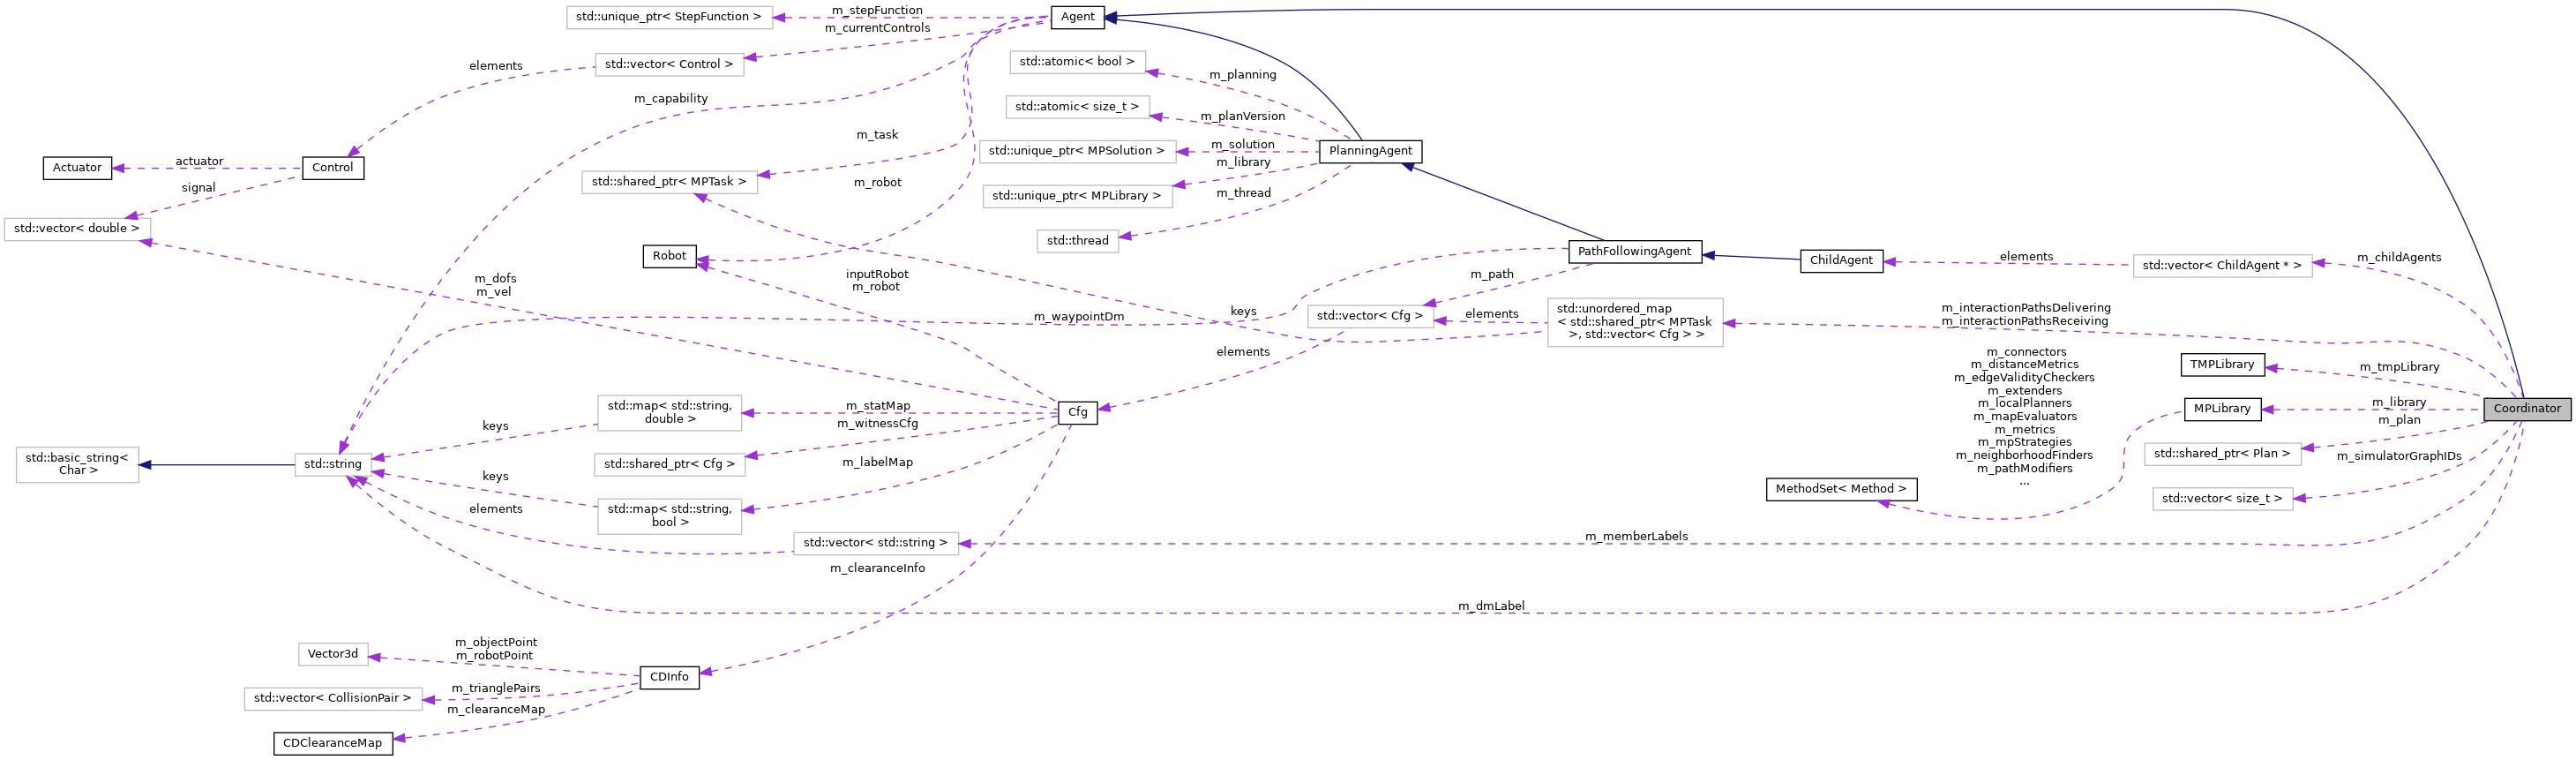 std::unique_ptr< StepFunction >
m_stepFunction
m_currentControls
Agent
std::vector< Control >
elements
m_capability
std::atomic< bool >
m_planning
std::atomic< size_t >
m_planVersion
m_task
m_solution
std::unique_ptr< MPSolution >
PlanningAgent
m_library
Actuator
actuator
Control
signal
std::shared_ptr< MPTask >
m_robot
std::unique_ptr< MPLibrary >
m_thread
std::vector< double >
std::thread
Robot
PathFollowingAgent
ChildAgent
elements
std::vector< ChildAgent * >
m_childAgents
m_dofs
m_vel
inputRobot
m_robot
m_path
m_waypointDm
keys
std::vector< Cfg >
elements
std::unordered_map
< std::shared_ptr< MPTask
>, std::vector< Cfg > >
m_interactionPathsDelivering
m_interactionPathsReceiving
elements
m_connectors
m_distanceMetrics
m_edgeValidityCheckers
m_extenders
m_localPlanners
m_mapEvaluators
m_metrics
m_mpStrategies
m_neighborhoodFinders
m_pathModifiers
...
TMPLibrary
m_tmpLibrary
MPLibrary
m_library
Coordinator
m_plan
std::shared_ptr< Plan >
m_simulatorGraphIDs
std::vector< size_t >
MethodSet< Method >
std::map< std::string,
double >
m_statMap
Cfg
m_witnessCfg
keys
std::basic_string<
Char >
std::string
std::shared_ptr< Cfg >
m_labelMap
keys
elements
std::map< std::string,
bool >
std::vector< std::string >
m_memberLabels
m_clearanceInfo
m_dmLabel
Vector3d
m_objectPoint
m_robotPoint
CDInfo
std::vector< CollisionPair >
m_trianglePairs
m_clearanceMap
CDClearanceMap